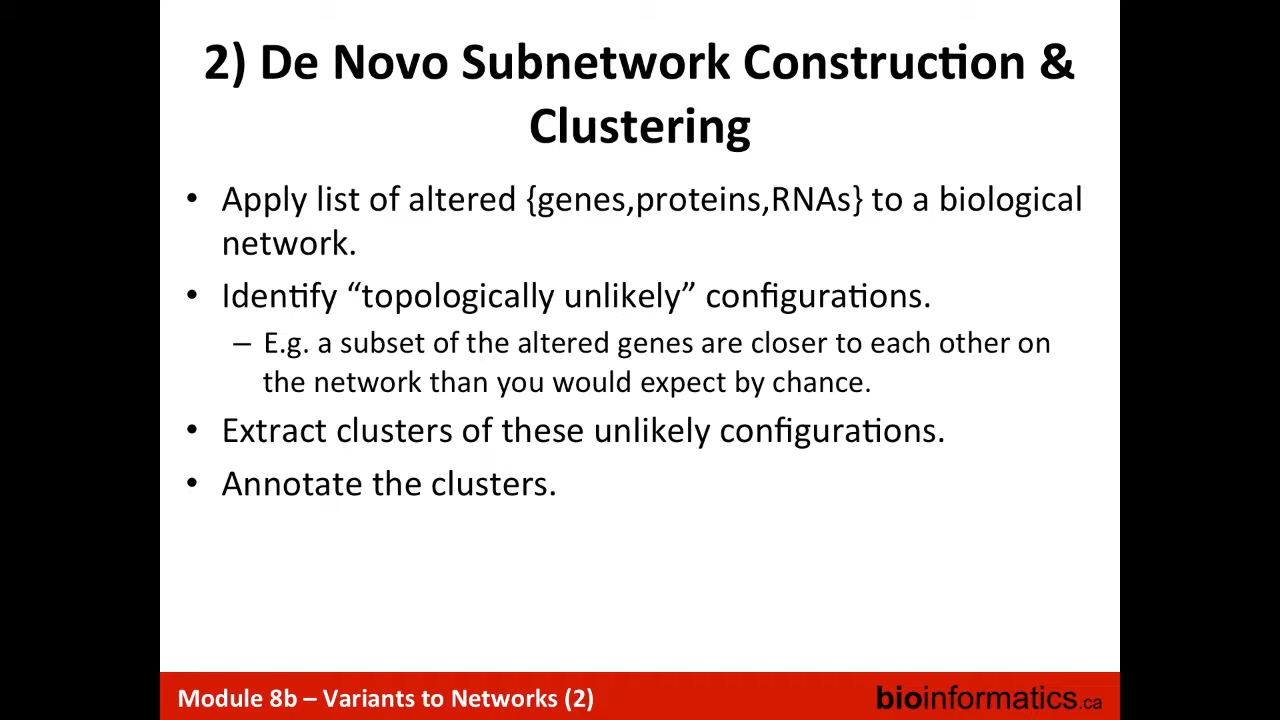 2) De Novo Subnetwork Construction &
Clustering
• Apply list of altered {genes,proteins,RNAs} to a biological
network.
• Identify “topologically unlikely” configurations.
– E.g. a subset of the altered genes are closer to each other on
the network than you would expect by chance.
• Extract clusters of these unlikely configurations.
• Annotate the clusters.
Module 8b – Variants to Networks (2)
bioinformatics.ca